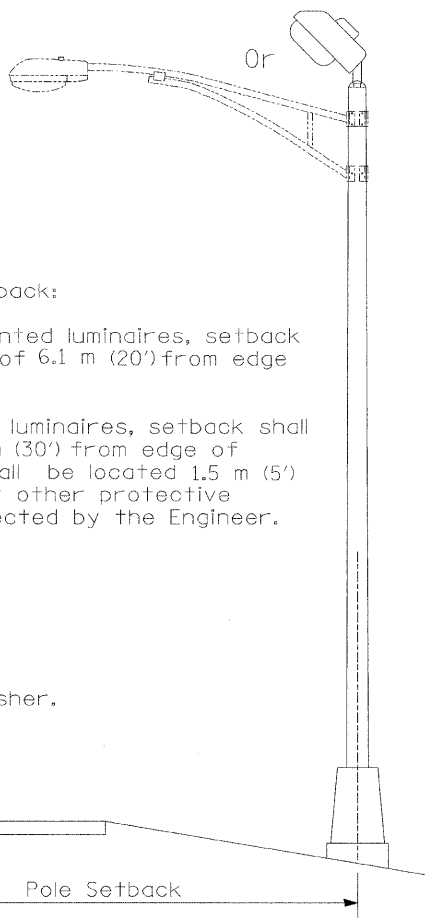 Or
back:
nted luminaires, setback
of 6.1 m (20') from edge
luminaires, setback shall
(30') from edge of
all be located 1.5 m (5')
other protective
ected by the Engineer.
sher.
Pole Setback